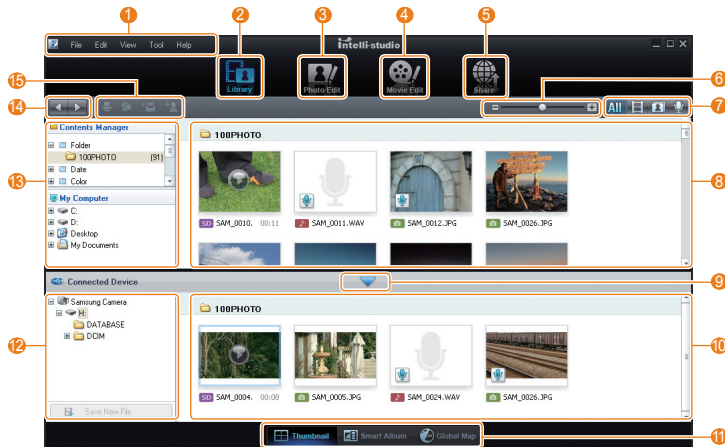 1
2
3
4
5
File Edit View Tool Help
intelli-studio
6
15
Library
Photo Edit
Movie Edit
Share
14
All
7
Contents Manager
100PHOTO
Folder
100PHOTO (91)
Date
Color
13
8
SD SAM_0010. 00:11
SAM_0011.WAV
SAM_0012.JPG
SAM_0026.JPG
My Computer
C:
D:
Desktop
My Documents
Connected Device
9
Samsung Camera
H:
DATABASE
DCIM
100PHOTO
12
10
SD SAM_0004. 00:08
SAM_0005.JPG
SAM_0024.WAV
SAM_0026.JPG
Save New File
Thumbnail
Smart Album
Global Map
11